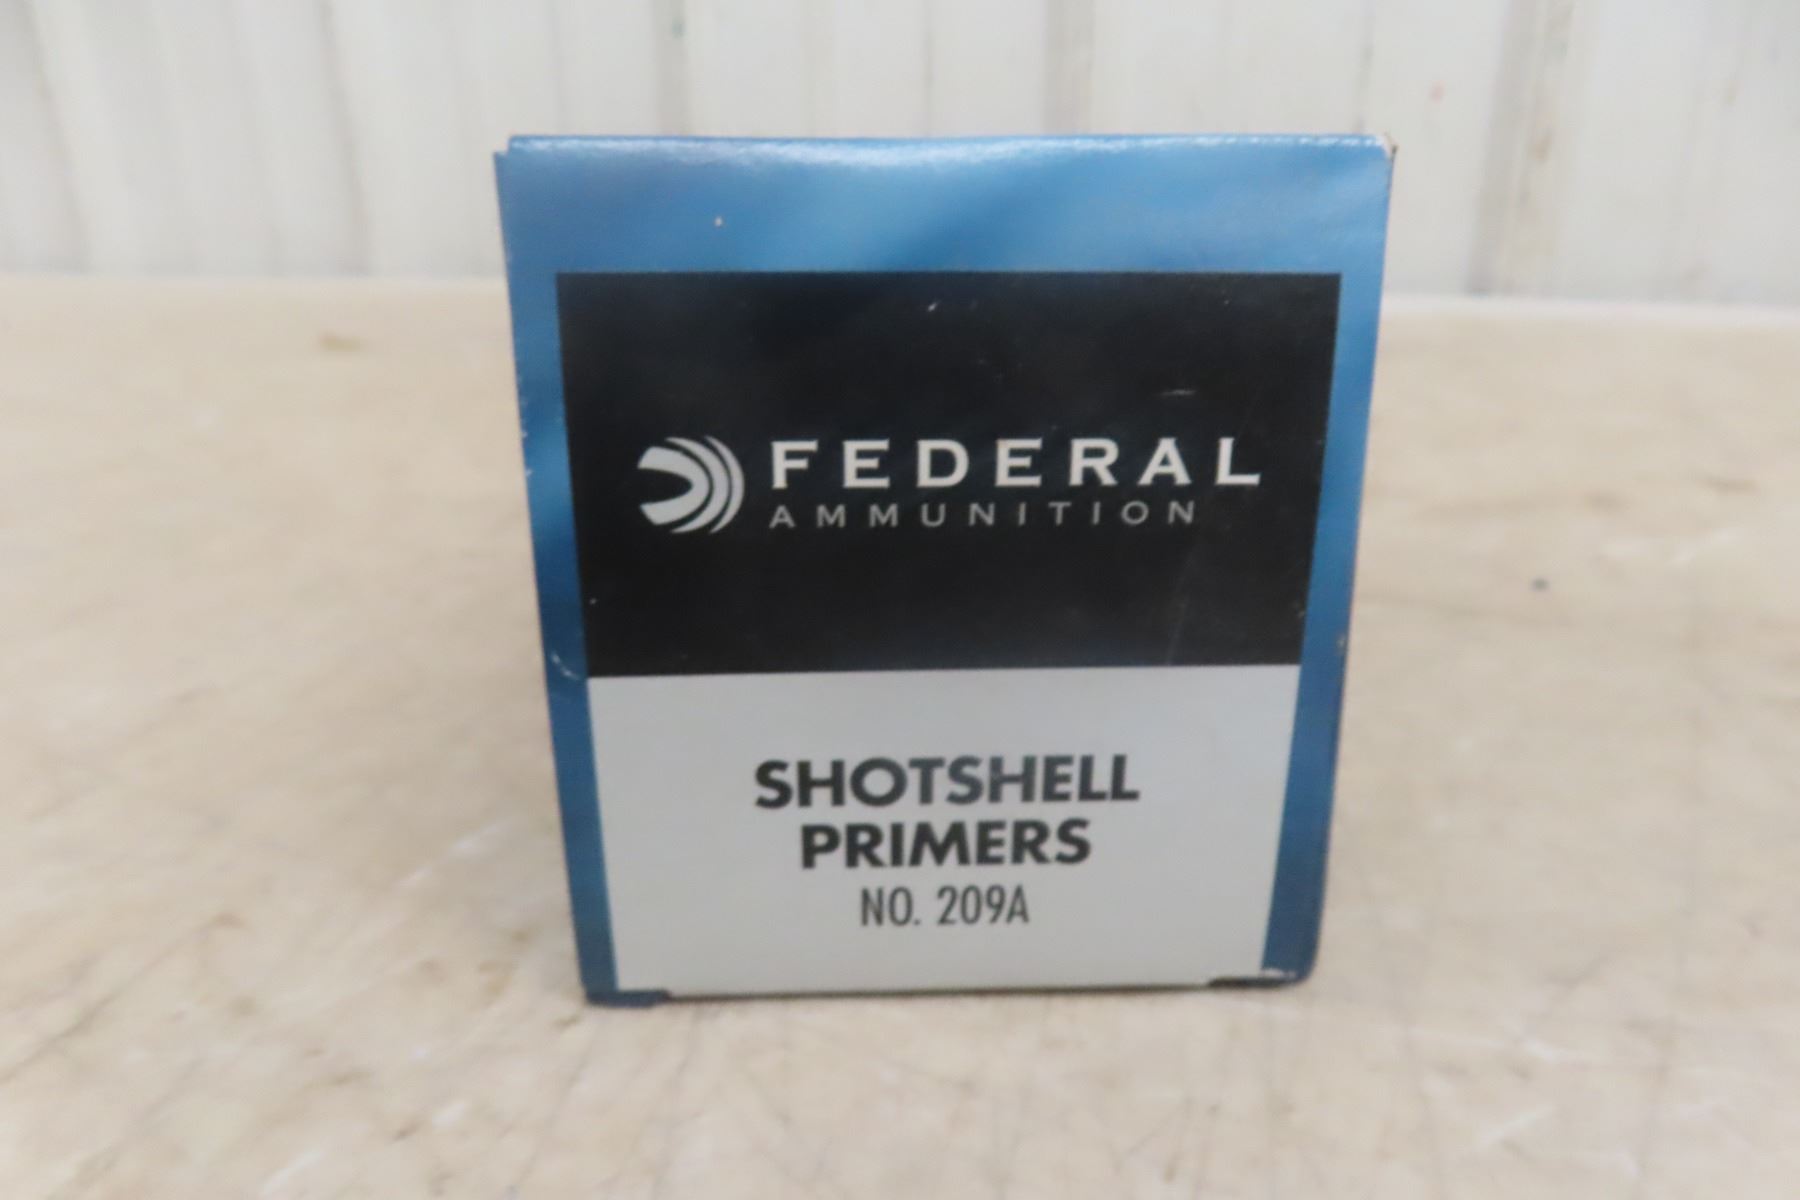 FEDERAL
AMMUNITION
SHOTSHELL
PRIMERS
NO. 209A